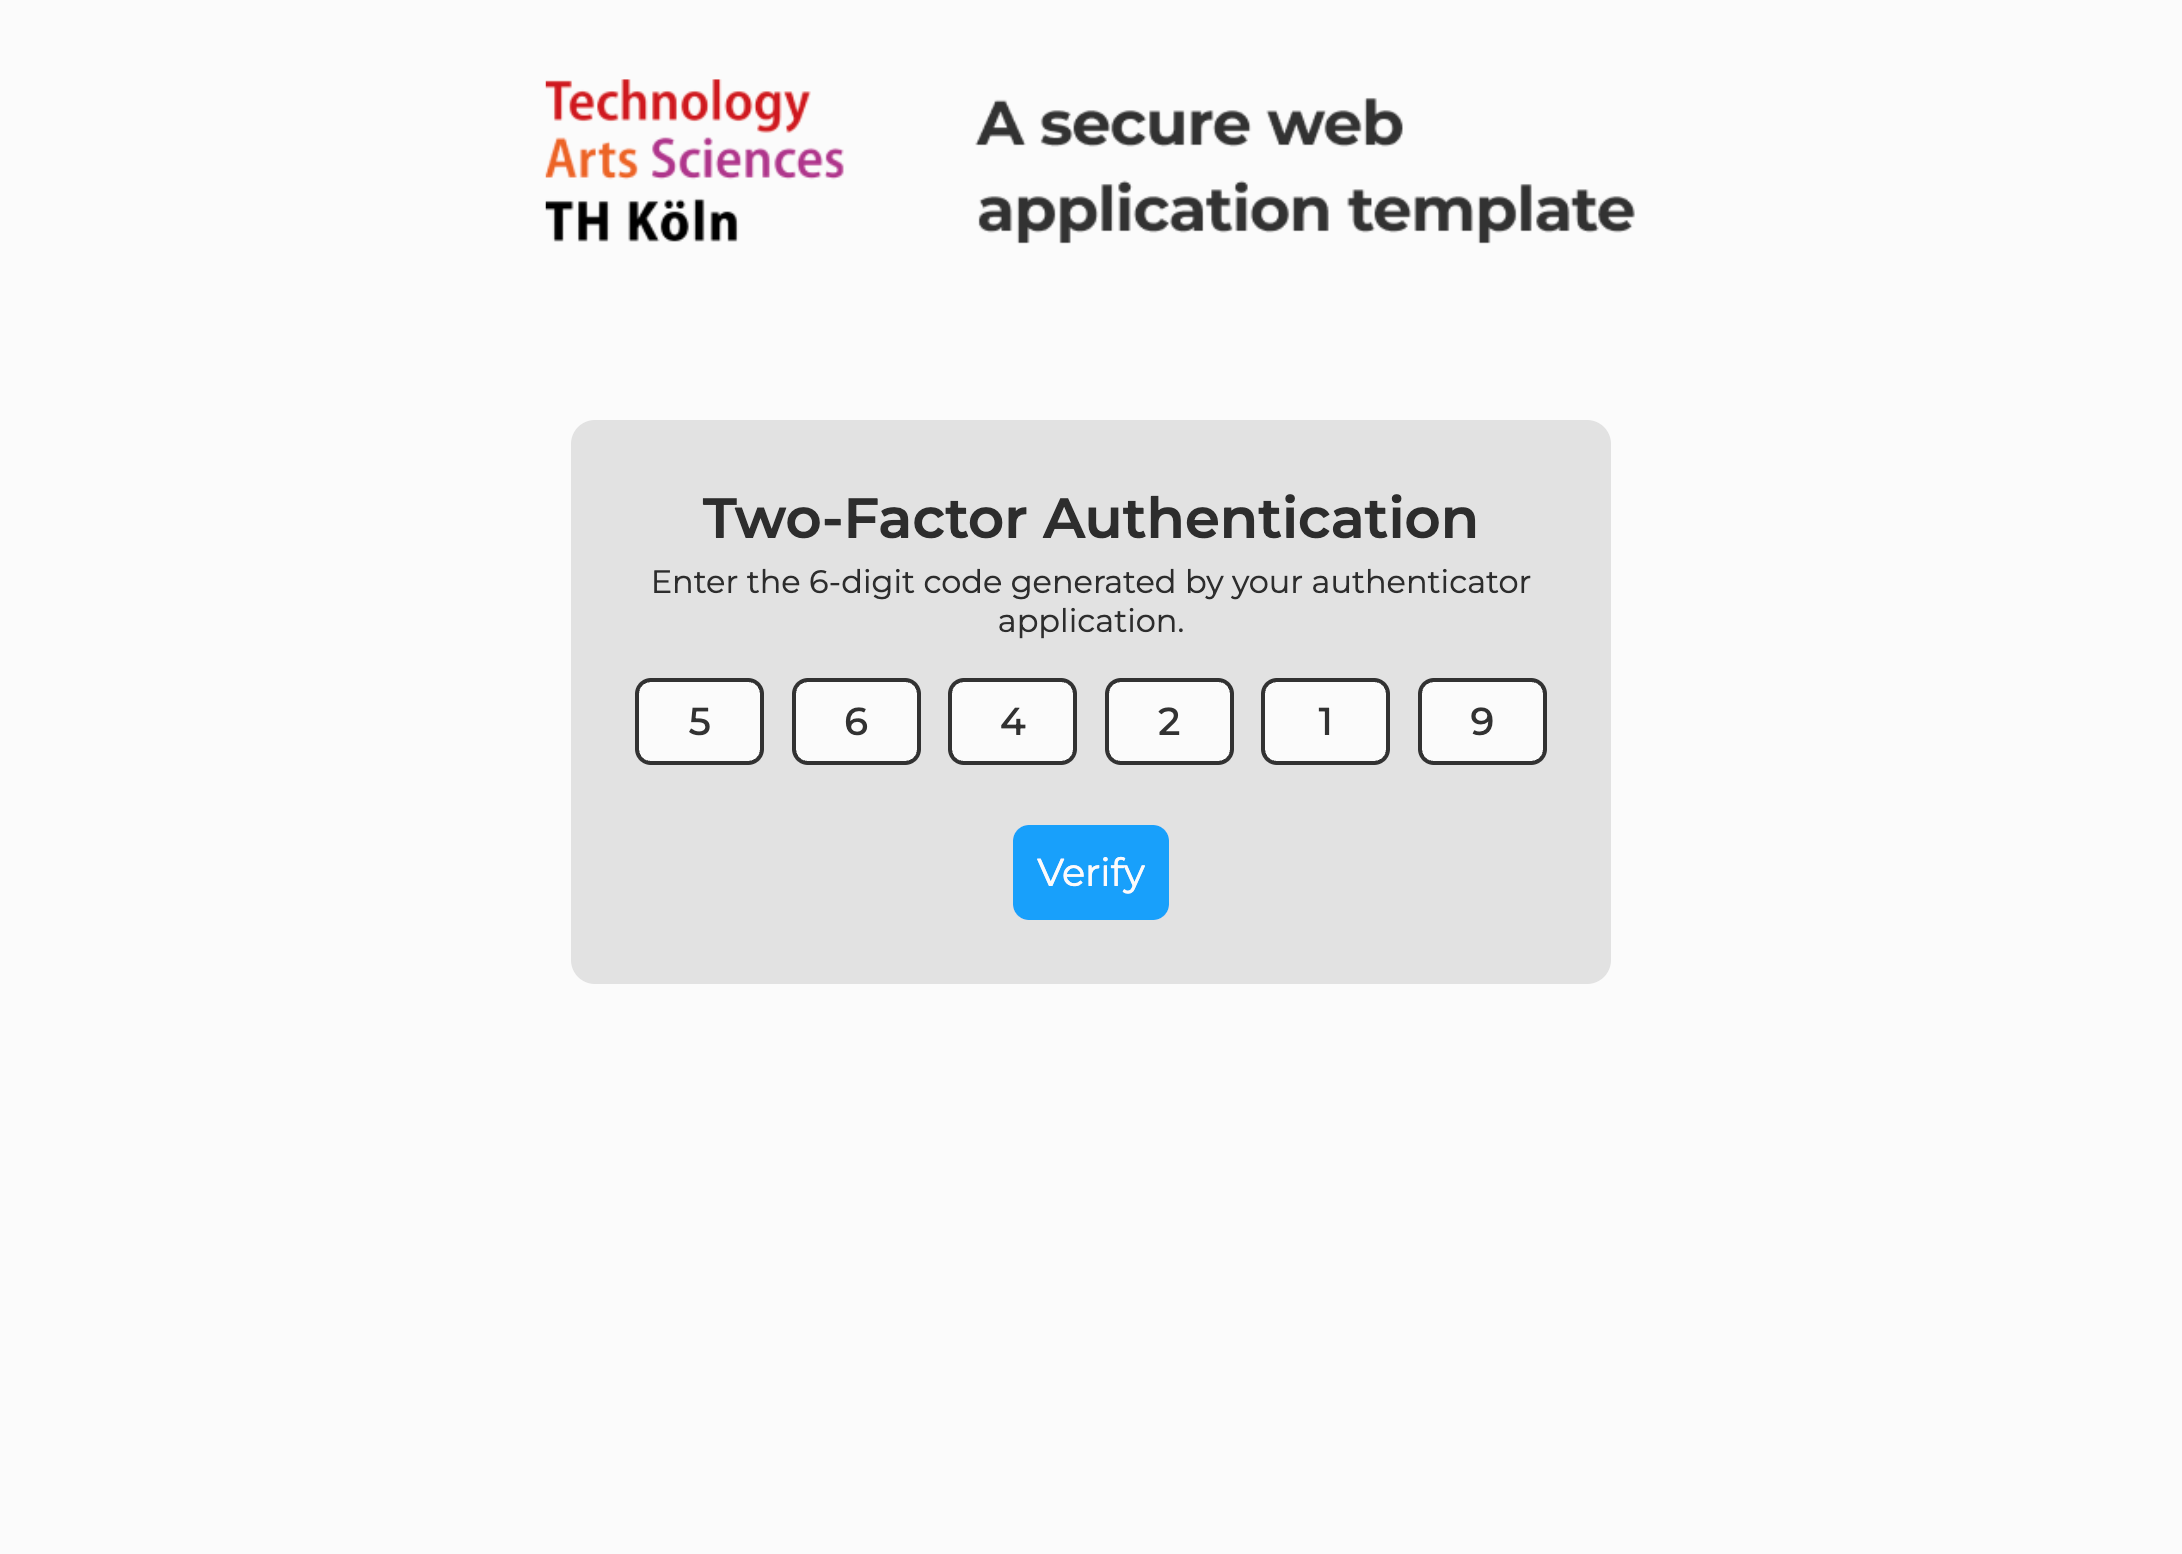 Technology
Arts Sciences
TH Köln
A secure web
application template
Two-Factor Authentication
Enter the 6-digit code generated by your authenticator
application.
5 6 4 2 1 9
Verify